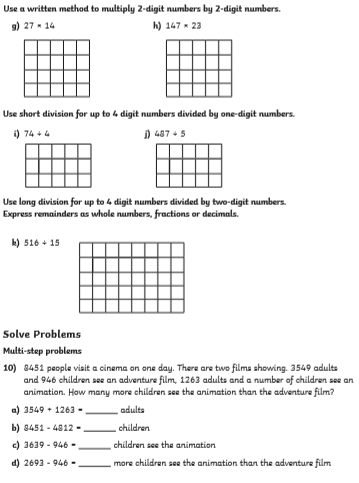 Use a written method to multiply 2-digit numbers by 2-digit numbers.
g) 27 × 14 h) 147 × 23
Use short division for up to 4 digit numbers divided by one-digit numbers.
i) 74 ÷ 4 j) 487 ÷ 5
Use long division for up to 4 digit numbers divided by two-digit numbers.
Express remainders as whole numbers, fractions or decimals.
k) 516 ÷ 15
Solve Problems
Multi-step problems
10) 8451 people visit a cinema on one day. There are two films showing. 3549 adults
and 946 children see an adventure film, 1263 adults and a number of children see an
animation. How many more children see the animation than the adventure film?
a) 3549 + 1263 = ______ adults
b) 8451 - 4812 = ______ children
c) 3639 - 946 = ______ children see the animation
d) 2693 - 946 = ______ more children see the animation than the adventure film